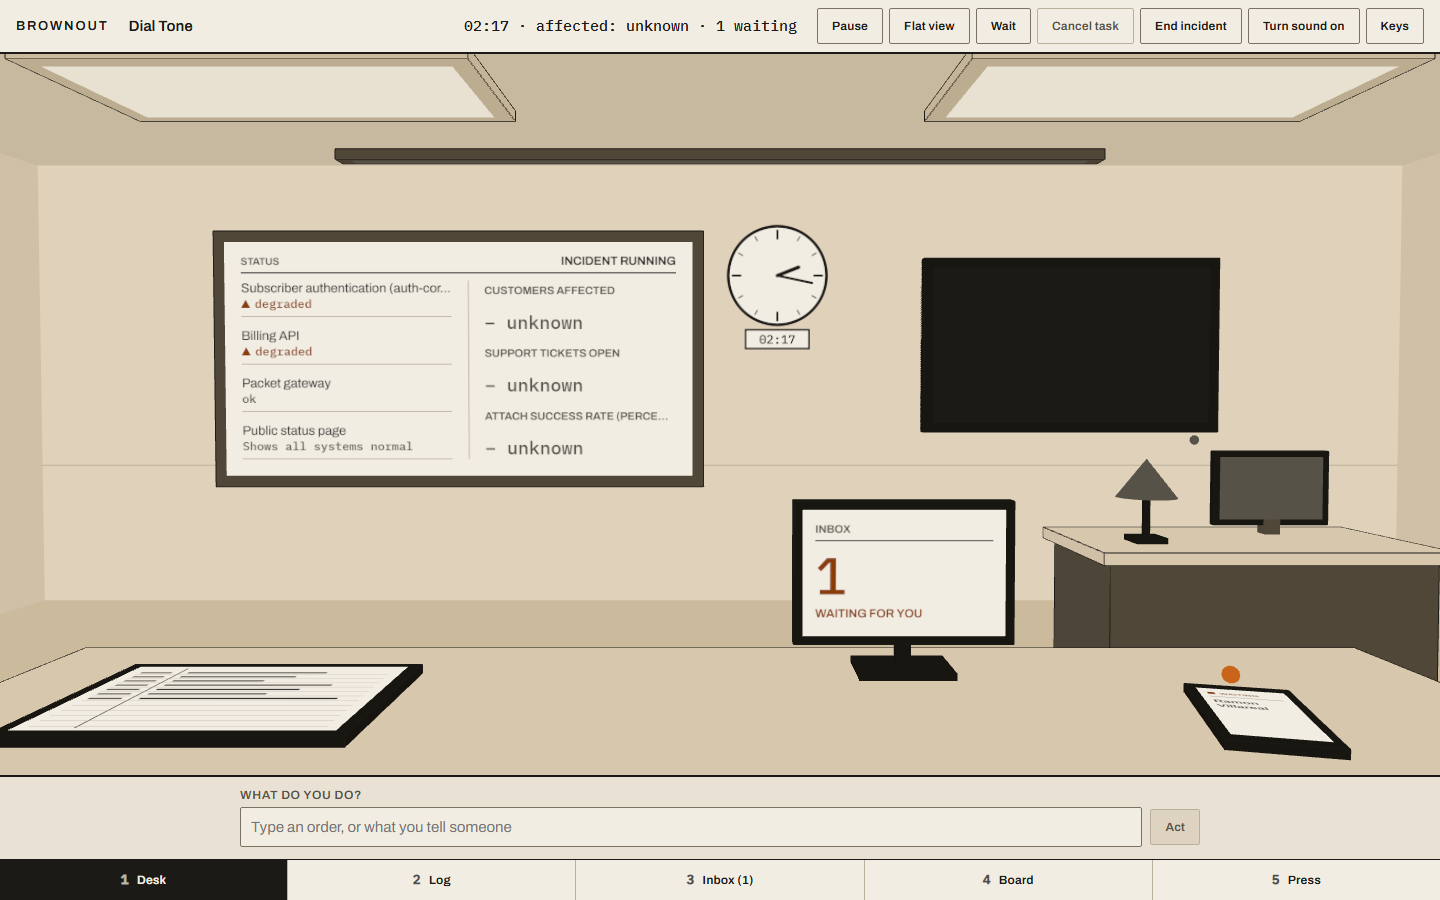 BROWNOUT Dial Tone 02:17 · affected: unknown · 1 waiting Pause Flat view Wait Cancel task End incident Turn sound on Keys
STATUS INCIDENT RUNNING
Subscriber authentication (auth-cor...
▲ degraded
Billing API
▲ degraded
Packet gateway
ok
Public status page
Shows all systems normal
CUSTOMERS AFFECTED
– unknown
SUPPORT TICKETS OPEN
– unknown
ATTACH SUCCESS RATE (PERCE...
– unknown
02:17
INBOX
1
WAITING FOR YOU
WAITING
Ramon
Villareal
WHAT DO YOU DO?
Type an order, or what you tell someone
Act
1 Desk
2 Log
3 Inbox (1)
4 Board
5 Press